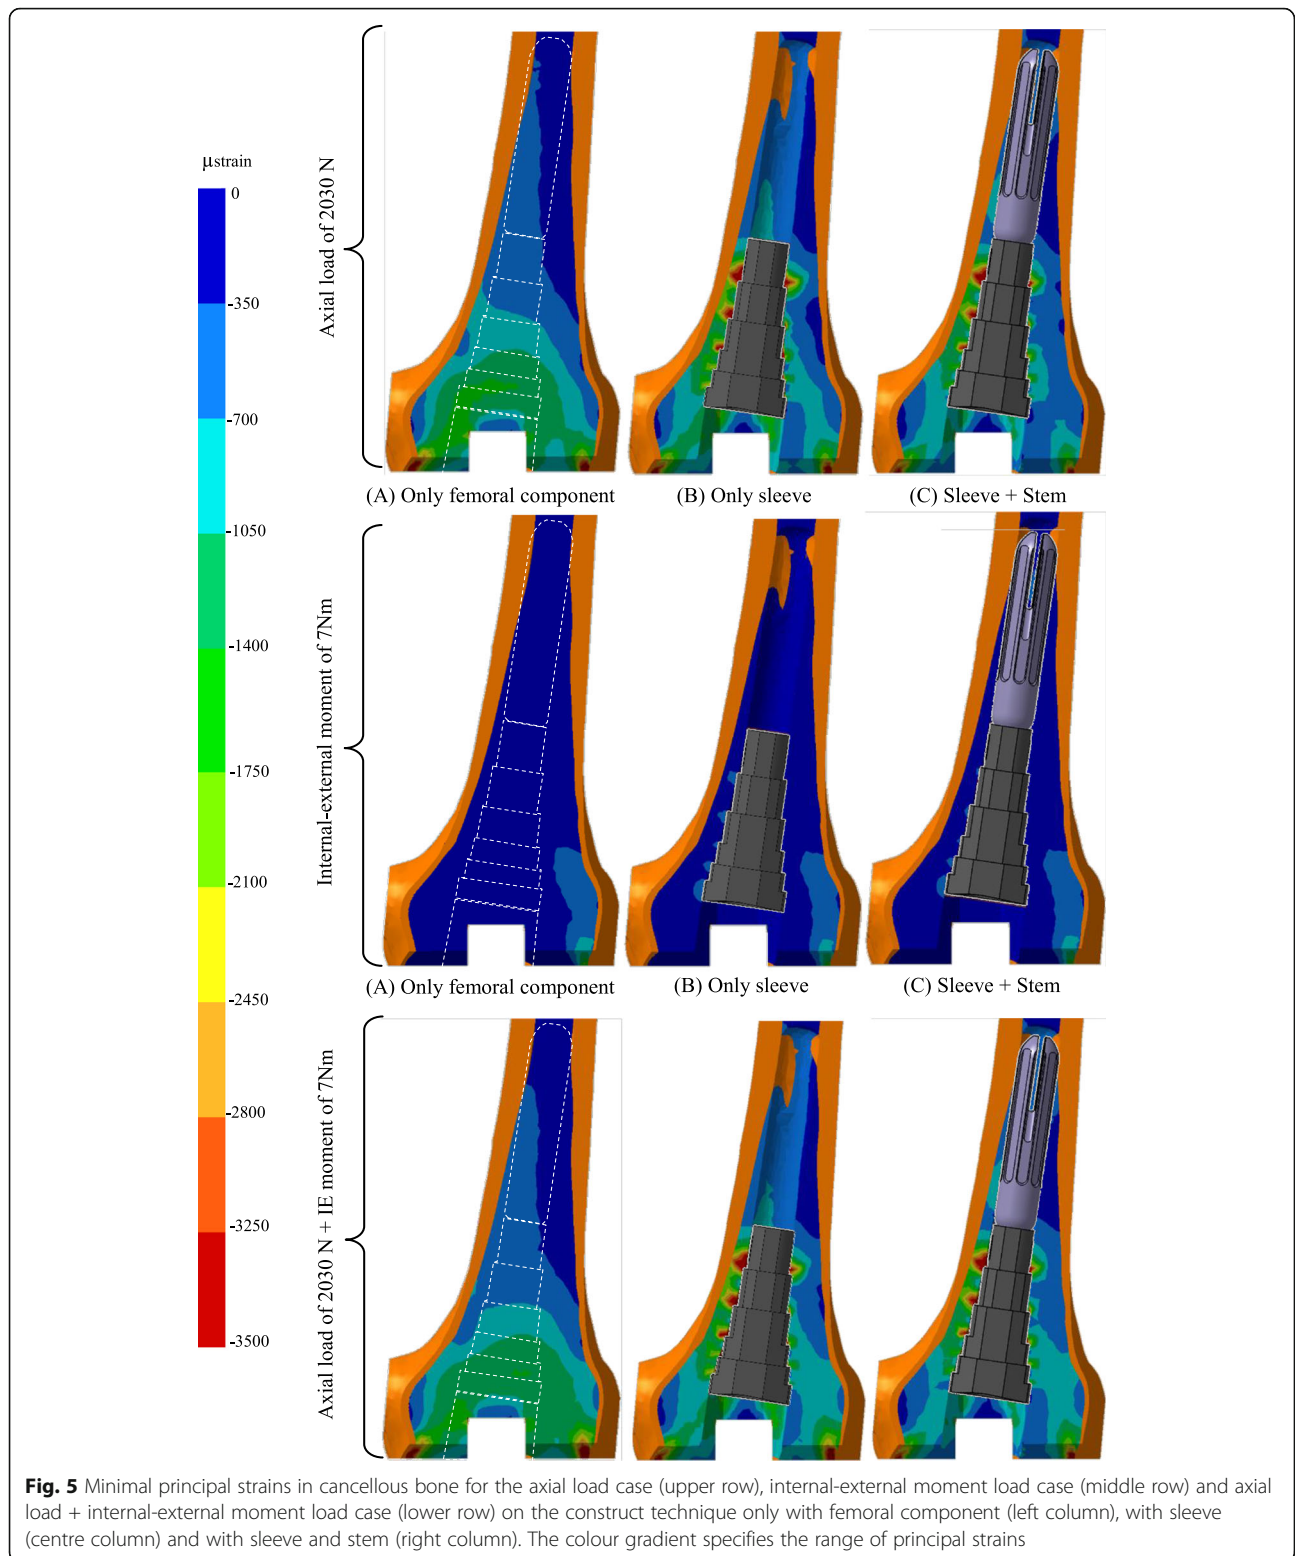 μstrain
0
-350
-700
-1050
-1400
-1750
-2100
-2450
-2800
-3250
-3500
Axial load of 2030 N
(A) Only femoral component
(B) Only sleeve
(C) Sleeve + Stem
Internal-external moment of 7Nm
(A) Only femoral component
(B) Only sleeve
(C) Sleeve + Stem
Axial load of 2030 N + IE moment of 7Nm
Fig. 5 Minimal principal strains in cancellous bone for the axial load case (upper row), internal-external moment load case (middle row) and axial
load + internal-external moment load case (lower row) on the construct technique only with femoral component (left column), with sleeve
(centre column) and with sleeve and stem (right column). The colour gradient specifies the range of principal strains